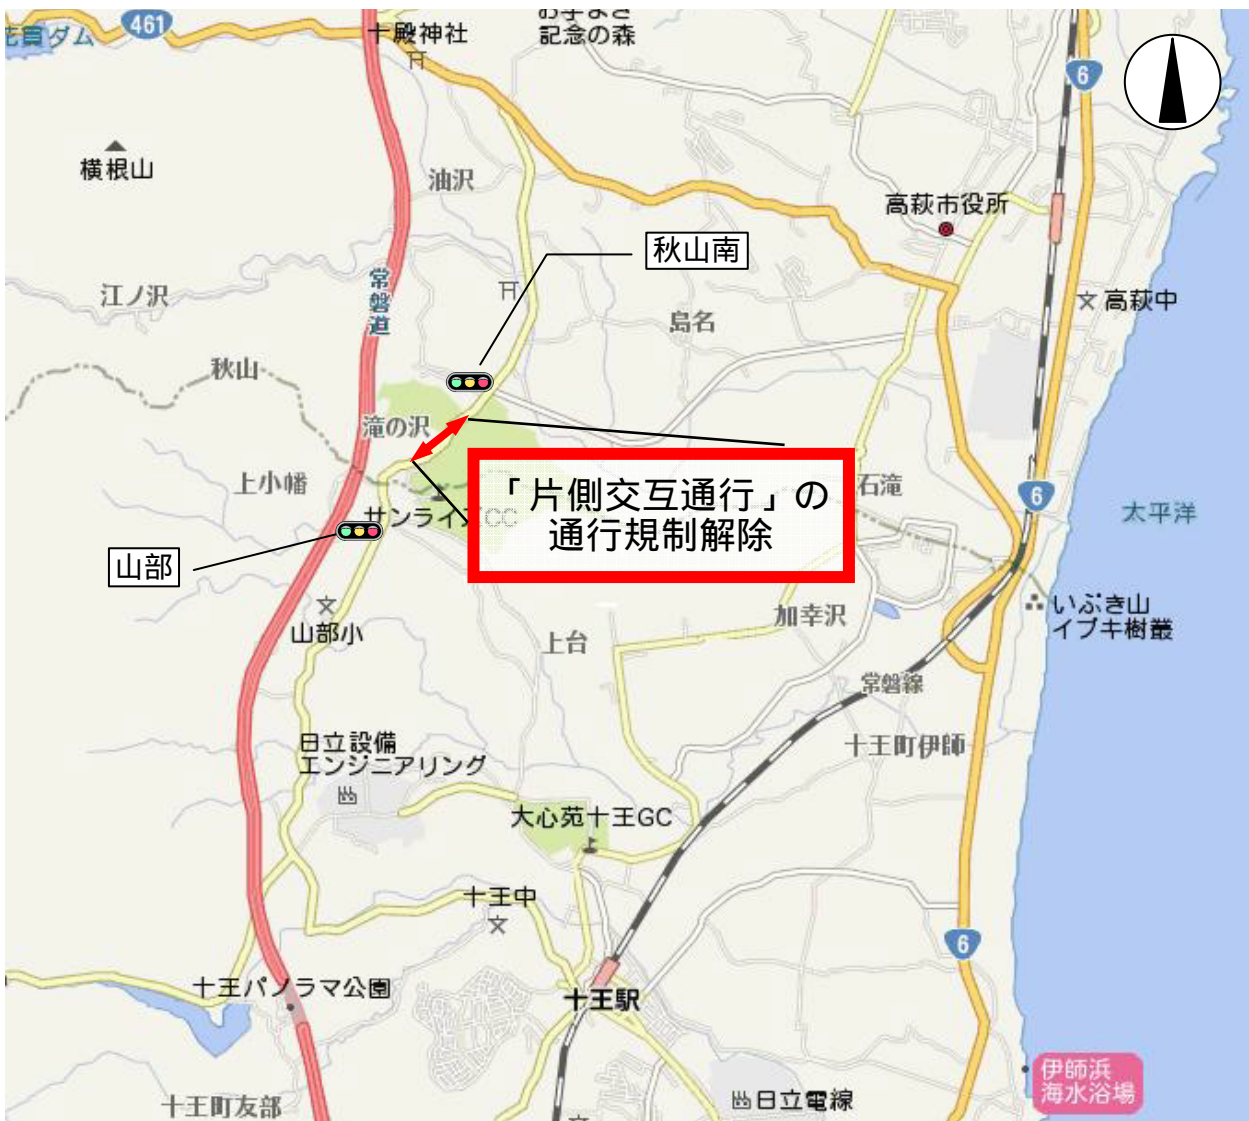 花貫ダム
461
十殿神社
記念の森
6
横根山
油沢
高萩市役所
秋山南
常磐道
江ノ沢
島名
高萩中
秋山
滝の沢
上小幡
「片側交互通行」の
通行規制解除
石滝
6
太平洋
サンライズCC
山部
いぶき山
イブキ樹叢
加幸沢
山部小
上台
常磐線
日立設備
エンジニアリング
十王町伊師
大心苑十王GC
十王中
6
十王パノラマ公園
十王駅
伊師浜
海水浴場
日立電線
十王町友部